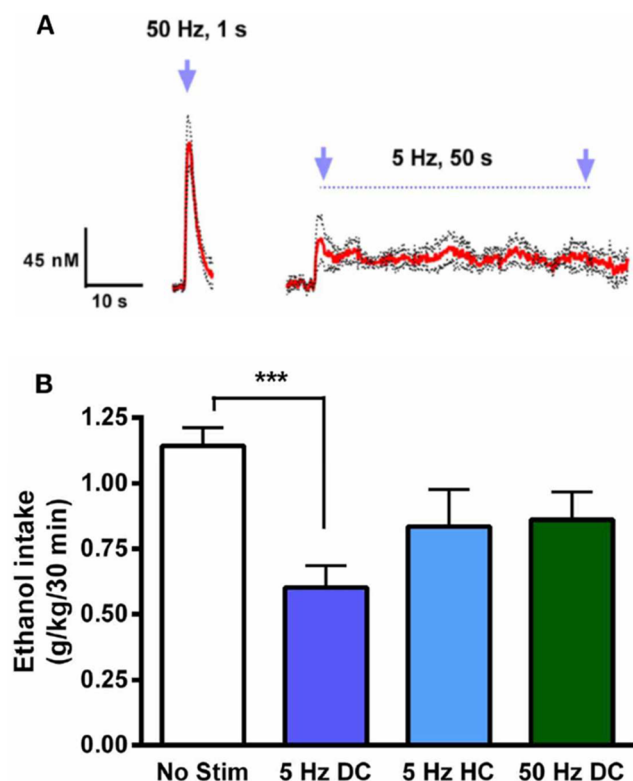 A
50 Hz, 1 s
5 Hz, 50 s
45 nM
10 s
B
***
Ethanol intake
(g/kg/30 min)
1.25
1.00
0.75
0.50
0.25
0.00
No Stim 5 Hz DC 5 Hz HC 50 Hz DC